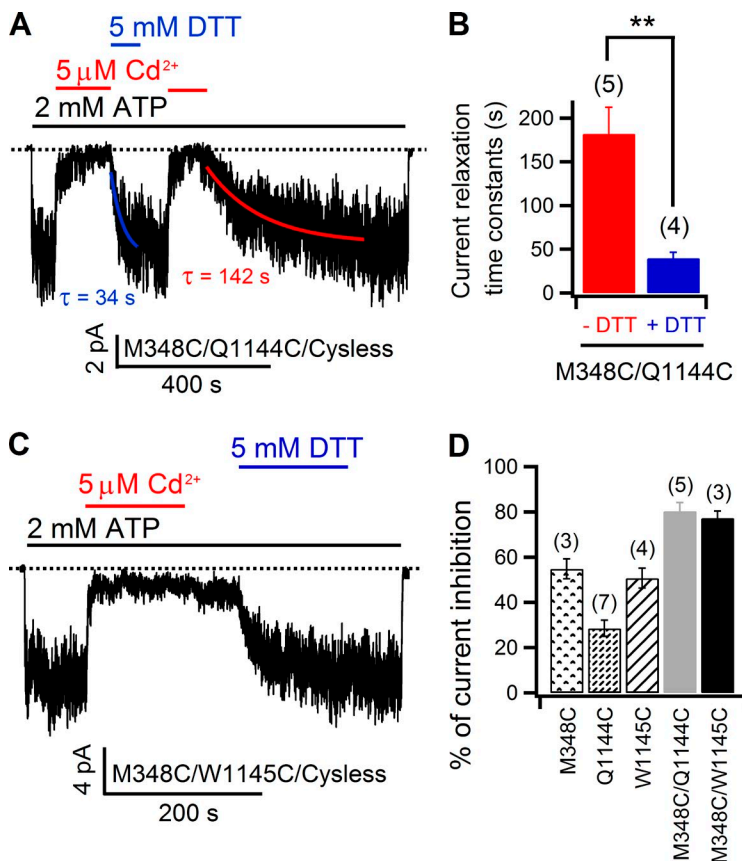 A
5 mM DTT
5 μM Cd²⁺
2 mM ATP
τ = 34 s
τ = 142 s
2 pA
M348C/Q1144C/Cysless
400 s
B
**
(5)
(4)
Current relaxation
time constants (s)
200
150
100
50
0
- DTT + DTT
M348C/Q1144C
C
5 mM DTT
5 μM Cd²⁺
2 mM ATP
4 pA
M348C/W1145C/Cysless
200 s
D
% of current inhibition
100
80
60
40
20
0
(3)
(7)
(4)
(5)
(3)
M348C
Q1144C
W1145C
M348C/Q1144C
M348C/W1145C